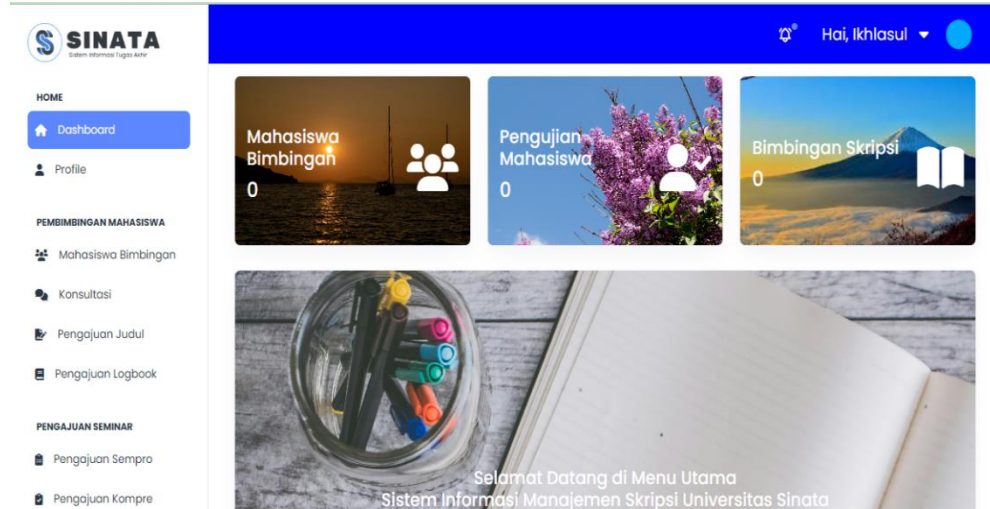 SINATA
Sistem Informasi Tugas Akhir
Hai, Ikhlasul
HOME
Dashboard
Profile
PEMBIMBINGAN MAHASISWA
Mahasiswa Bimbingan
Konsultasi
Pengajuan Judul
Pengajuan Logbook
PENGAJUAN SEMINAR
Pengajuan Sempro
Pengajuan Kompre
Mahasiswa
Bimbingan
0
Pengujian
Mahasiswa
0
Bimbingan Skripsi
0
Selamat Datang di Menu Utama
Sistem Informasi Manajemen Skripsi Universitas Sinata